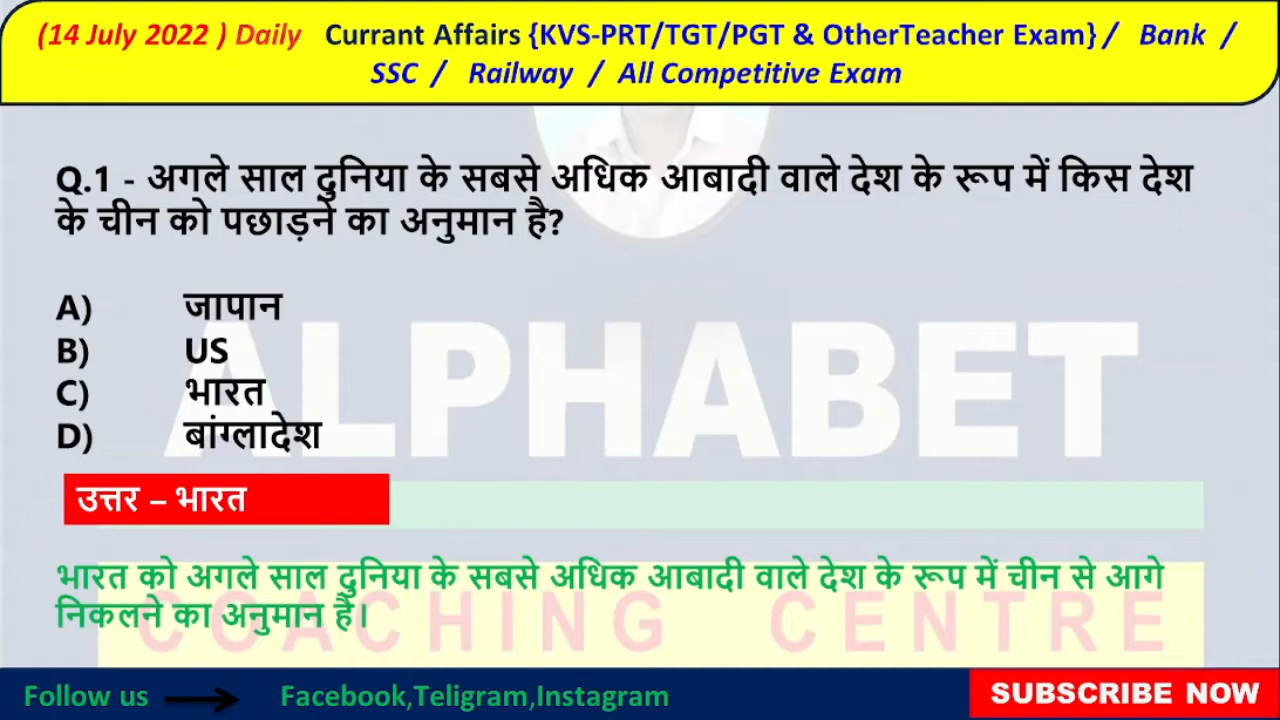 (14 July 2022 ) Daily Currant Affairs {KVS-PRT/TGT/PGT & OtherTeacher Exam} / Bank /
SSC / Railway / All Competitive Exam
Q.1 - अगले साल दुनिया के सबसे अधिक आबादी वाले देश के रूप में किस देश
के चीन को पछाड़ने का अनुमान है?
A) जापान
B) US
C) भारत
D) बांग्लादेश
ALPHABET
उत्तर – भारत
भारत को अगले साल दुनिया के सबसे अधिक आबादी वाले देश के रूप में चीन से आगे
निकलने का अनुमान है।
COACHING CENTRE
Follow us Facebook,Teligram,Instagram
SUBSCRIBE NOW